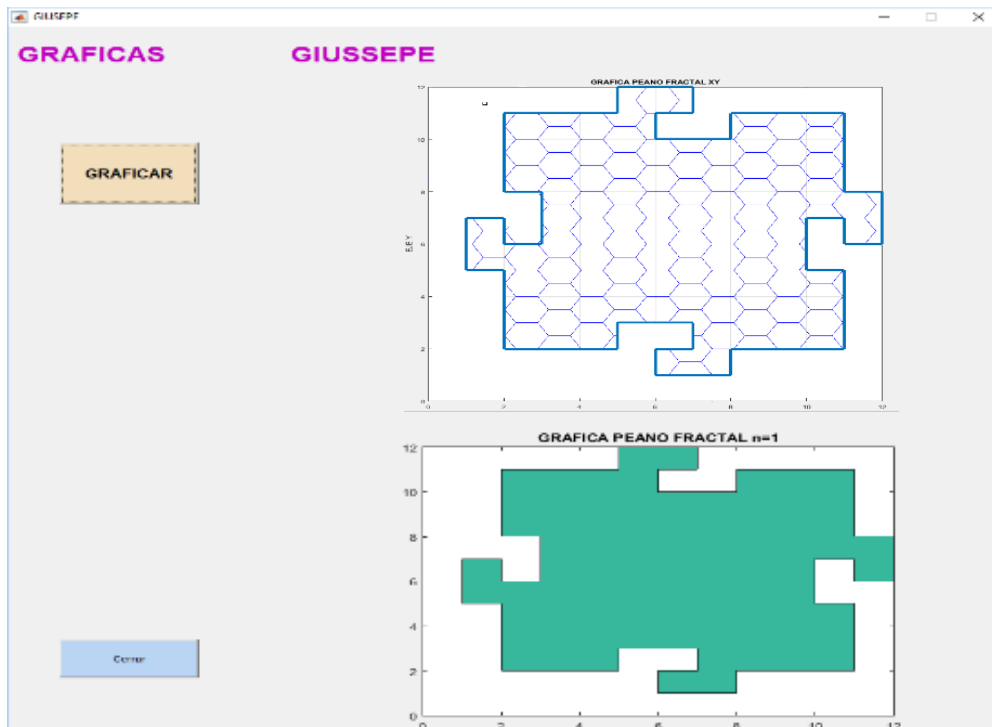 GIUSEPE
GRAFICAS
GIUSSEPE
GRAFICA PEANO FRACTAL XY
12
10
8
6
4
2
0
EJE Y
0 2 4 6 8 10 12
GRAFICAR
GRAFICA PEANO FRACTAL n=1
12
10
8
6
4
2
0
0 2 4 6 8 10 12
Cerrar